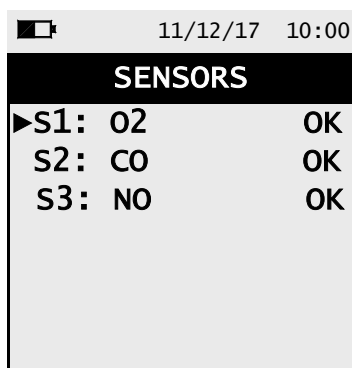 11/12/17 10:00
SENSORS
►S1: O2 OK
S2: CO OK
S3: NO OK